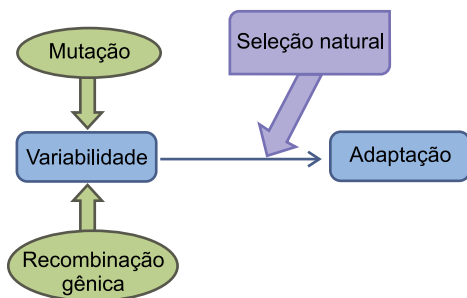 Mutação
Seleção natural
Variabilidade
Adaptação
Recombinação
gênica